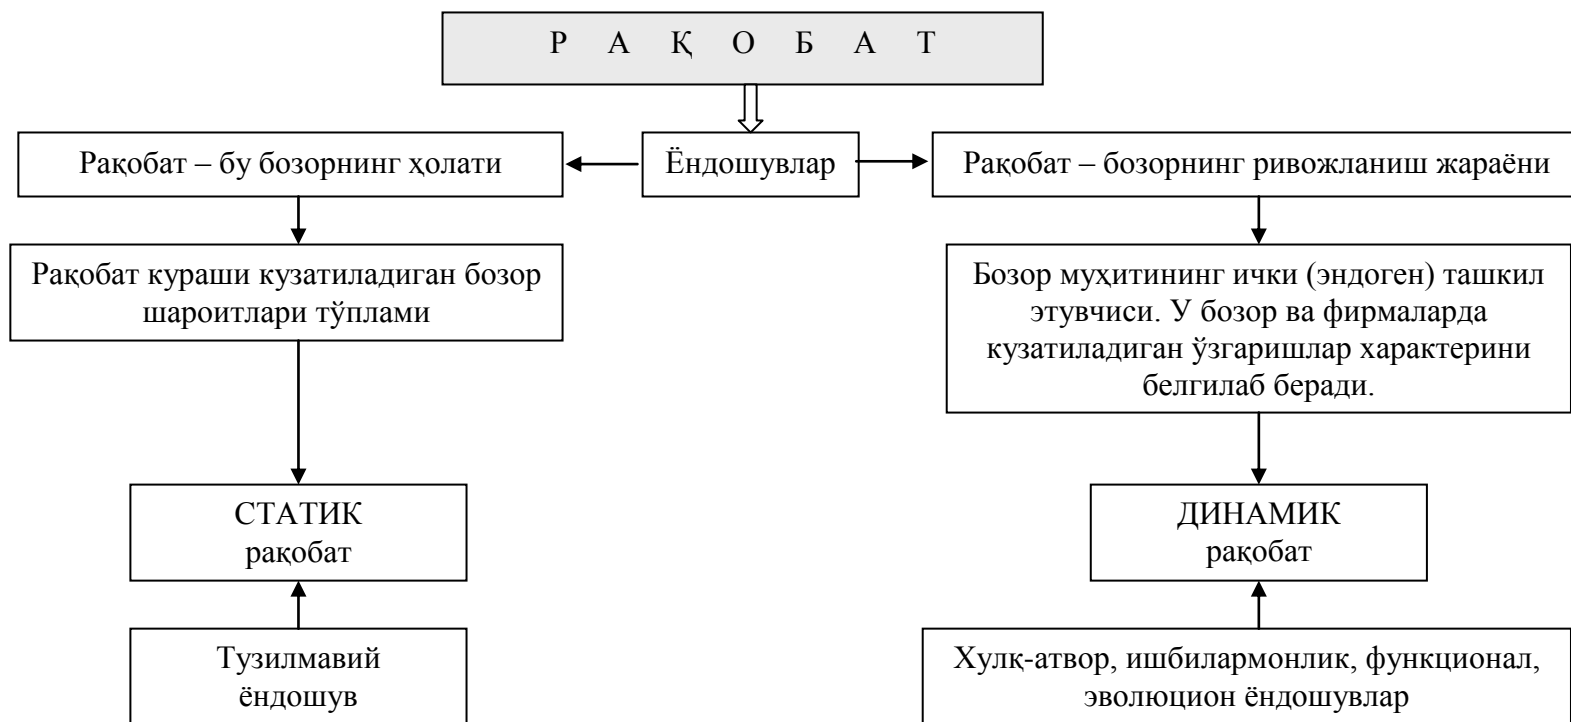 Р А Қ О Б А Т
Рақобат – бу бозорнинг ҳолати
Ёндошувлар
Рақобат – бозорнинг ривожланиш жараёни
Рақобат кураши кузатиладиган бозор
шароитлари тўплами
Бозор муҳитининг ички (эндоген) ташкил
этувчиси. У бозор ва фирмаларда
кузатиладиган ўзгаришлар характерини
белгилаб беради.
СТАТИК
рақобат
ДИНАМИК
рақобат
Тузилмавий
ёндошув
Хулқ-атвор, ишбилармонлик, функционал,
эволюцион ёндошувлар